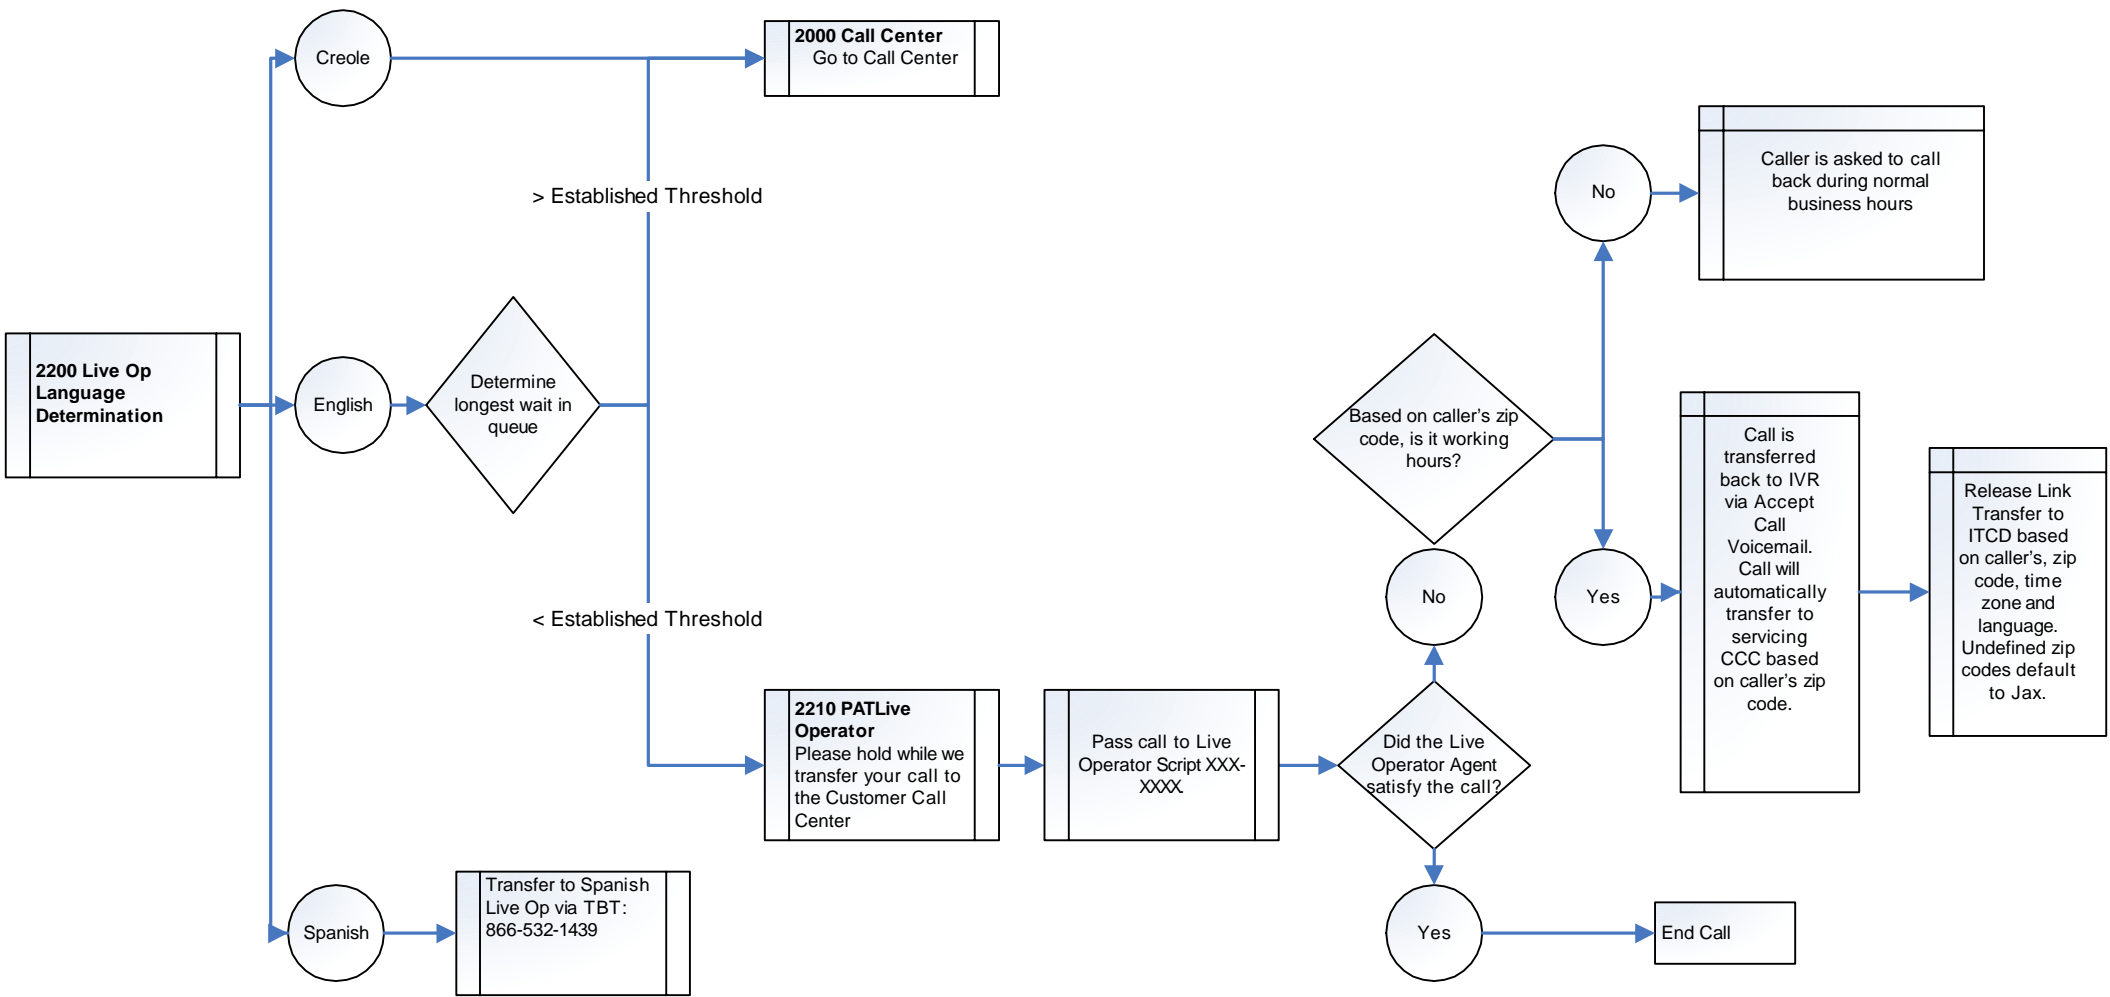 Creole
2000 Call Center
Go to Call Center
> Established Threshold
2200 Live Op
Language
Determination
English
Determine
longest wait in
queue
< Established Threshold
Spanish
Transfer to Spanish
Live Op via TBT:
866-532-1439
2210 PATLive
Operator
Please hold while we
transfer your call to
the Customer Call
Center
Pass call to Live
Operator Script XXX-
XXXX.
Did the Live
Operator Agent
satisfy the call?
No
Yes
End Call
Based on caller's zip
code, is it working
hours?
No
Caller is asked to call
back during normal
business hours
Yes
Call is
transferred
back to IVR
via Accept
Call
Voicemail.
Call will
automatically
transfer to
servicing
CCC based
on caller's zip
code.
Release Link
Transfer to
ITCD based
on caller's, zip
code, time
zone and
language.
Undefined zip
codes default
to Jax.